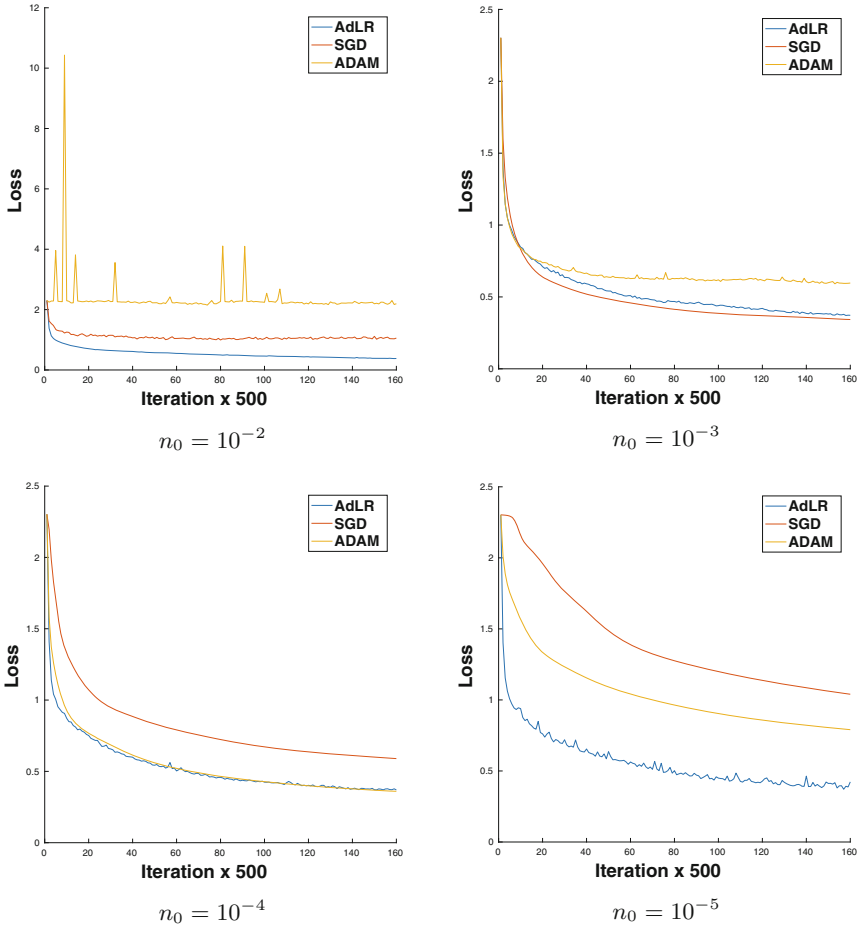 12
10
8
6
4
2
0
0 20 40 60 80 100 120 140 160
Loss
Iteration x 500
AdLR
SGD
ADAM
n₀ = 10⁻²
2.5
2
1.5
1
0.5
0
0 20 40 60 80 100 120 140 160
Loss
Iteration x 500
AdLR
SGD
ADAM
n₀ = 10⁻³
2.5
2
1.5
1
0.5
0
0 20 40 60 80 100 120 140 160
Loss
Iteration x 500
AdLR
SGD
ADAM
n₀ = 10⁻⁴
2.5
2
1.5
1
0.5
0
0 20 40 60 80 100 120 140 160
Loss
Iteration x 500
AdLR
SGD
ADAM
n₀ = 10⁻⁵